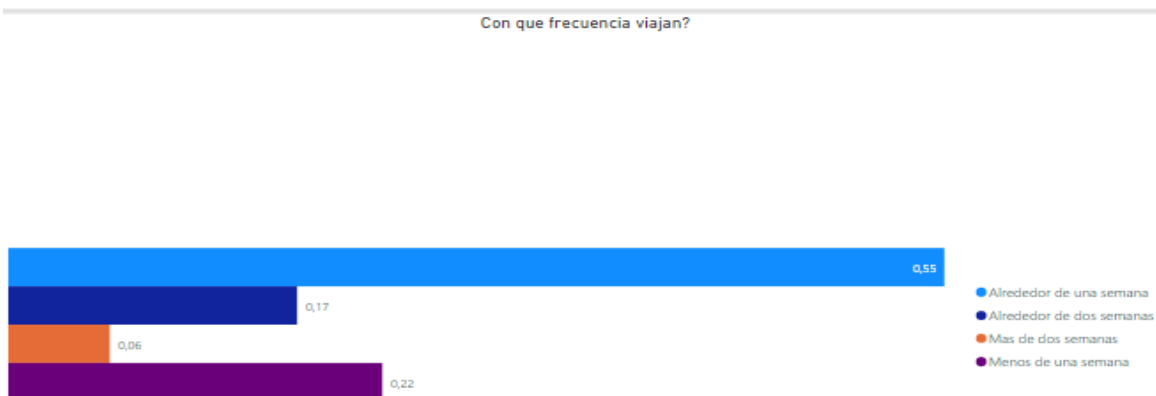 Con que frecuencia viajan?
0,55
0,17
0,06
0,22
Alrededor de una semana
Alrededor de dos semanas
Mas de dos semanas
Menos de una semana